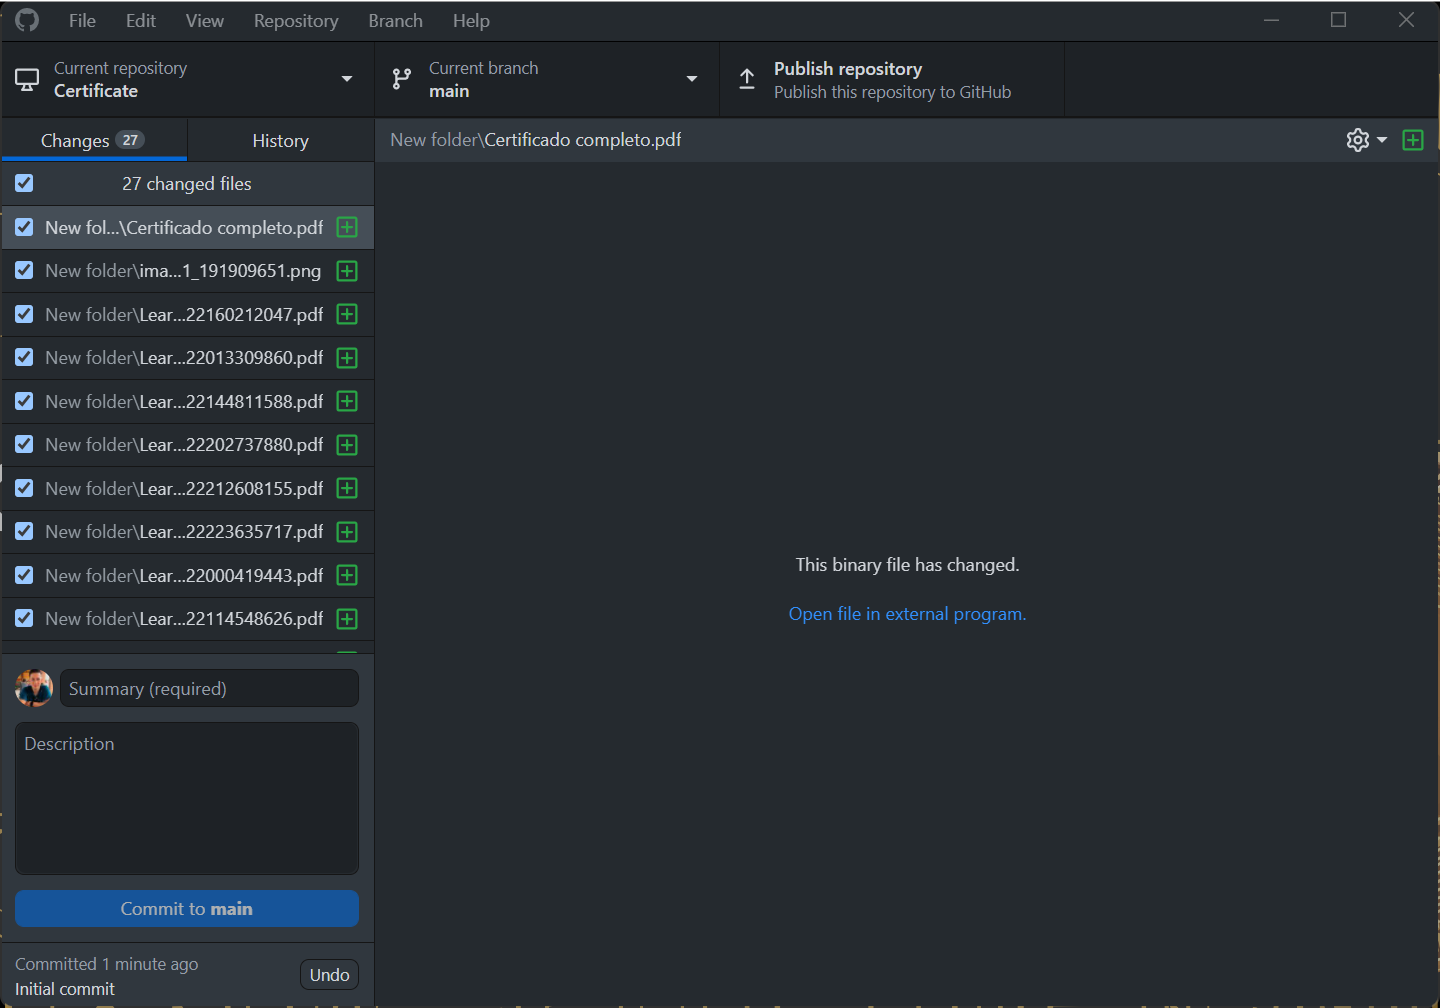 File Edit View Repository Branch Help
Current repository
Certificate
Current branch
main
Publish repository
Publish this repository to GitHub
Changes 27
History
New folder\Certificado completo.pdf
27 changed files
New fol...\Certificado completo.pdf
New folder\ima...1_191909651.png
New folder\Lear...22160212047.pdf
New folder\Lear...22013309860.pdf
New folder\Lear...22144811588.pdf
New folder\Lear...22202737880.pdf
New folder\Lear...22212608155.pdf
New folder\Lear...22223635717.pdf
New folder\Lear...22000419443.pdf
New folder\Lear...22114548626.pdf
This binary file has changed.
Open file in external program.
Summary (required)
Description
Commit to main
Committed 1 minute ago
Initial commit
Undo